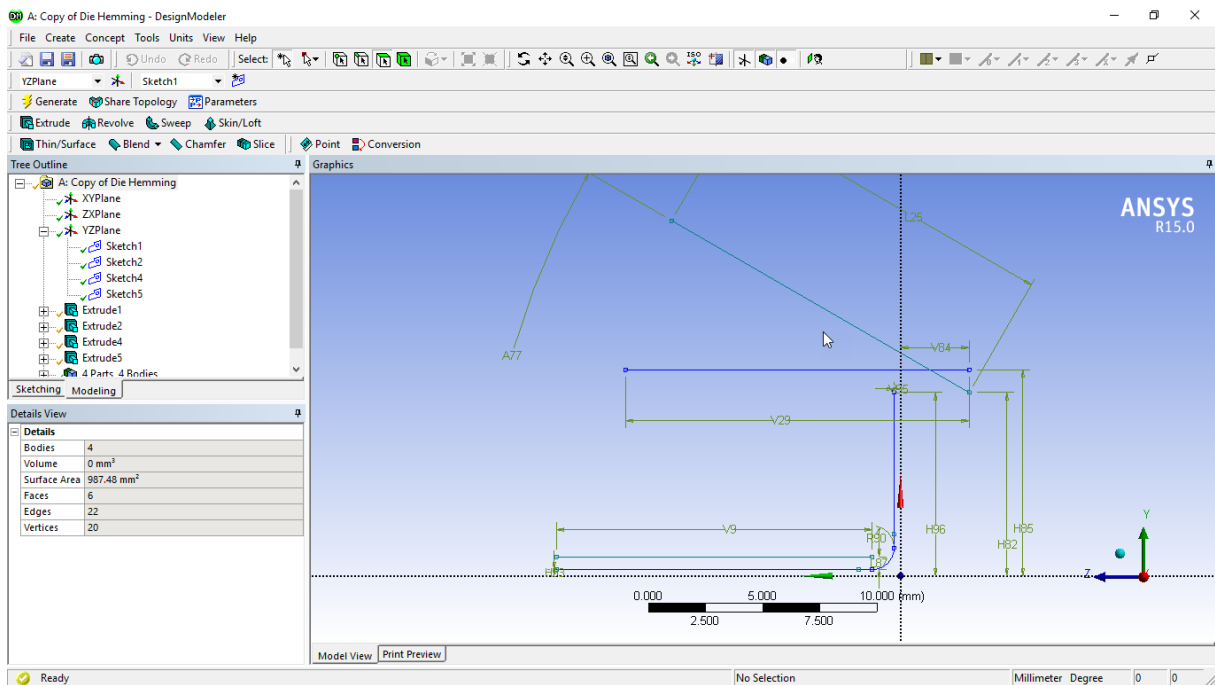 A: Copy of Die Hemming - DesignModeler
File Create Concept Tools Units View Help
Undo Redo Select:
YZPlane Sketch1
Generate Share Topology Parameters
Extrude Revolve Sweep Skin/Loft
Thin/Surface Blend Chamfer Slice Point Conversion
Tree Outline
A: Copy of Die Hemming
XYPlane
ZXPlane
YZPlane
Sketch1
Sketch2
Sketch4
Sketch5
Extrude1
Extrude2
Extrude4
Extrude5
4 Parts, 4 Bodies
Sketching Modeling
Details View
Details
Bodies 4
Volume 0 mm³
Surface Area 987.48 mm²
Faces 6
Edges 22
Vertices 20
Graphics
ANSYS
R15.0
L25
A77
V84
V29
V9
R90
H96
H85
H82
Y
Z
0.000 5.000 10.000 (mm)
2.500 7.500
Model View Print Preview
Ready No Selection Millimeter Degree 0 0